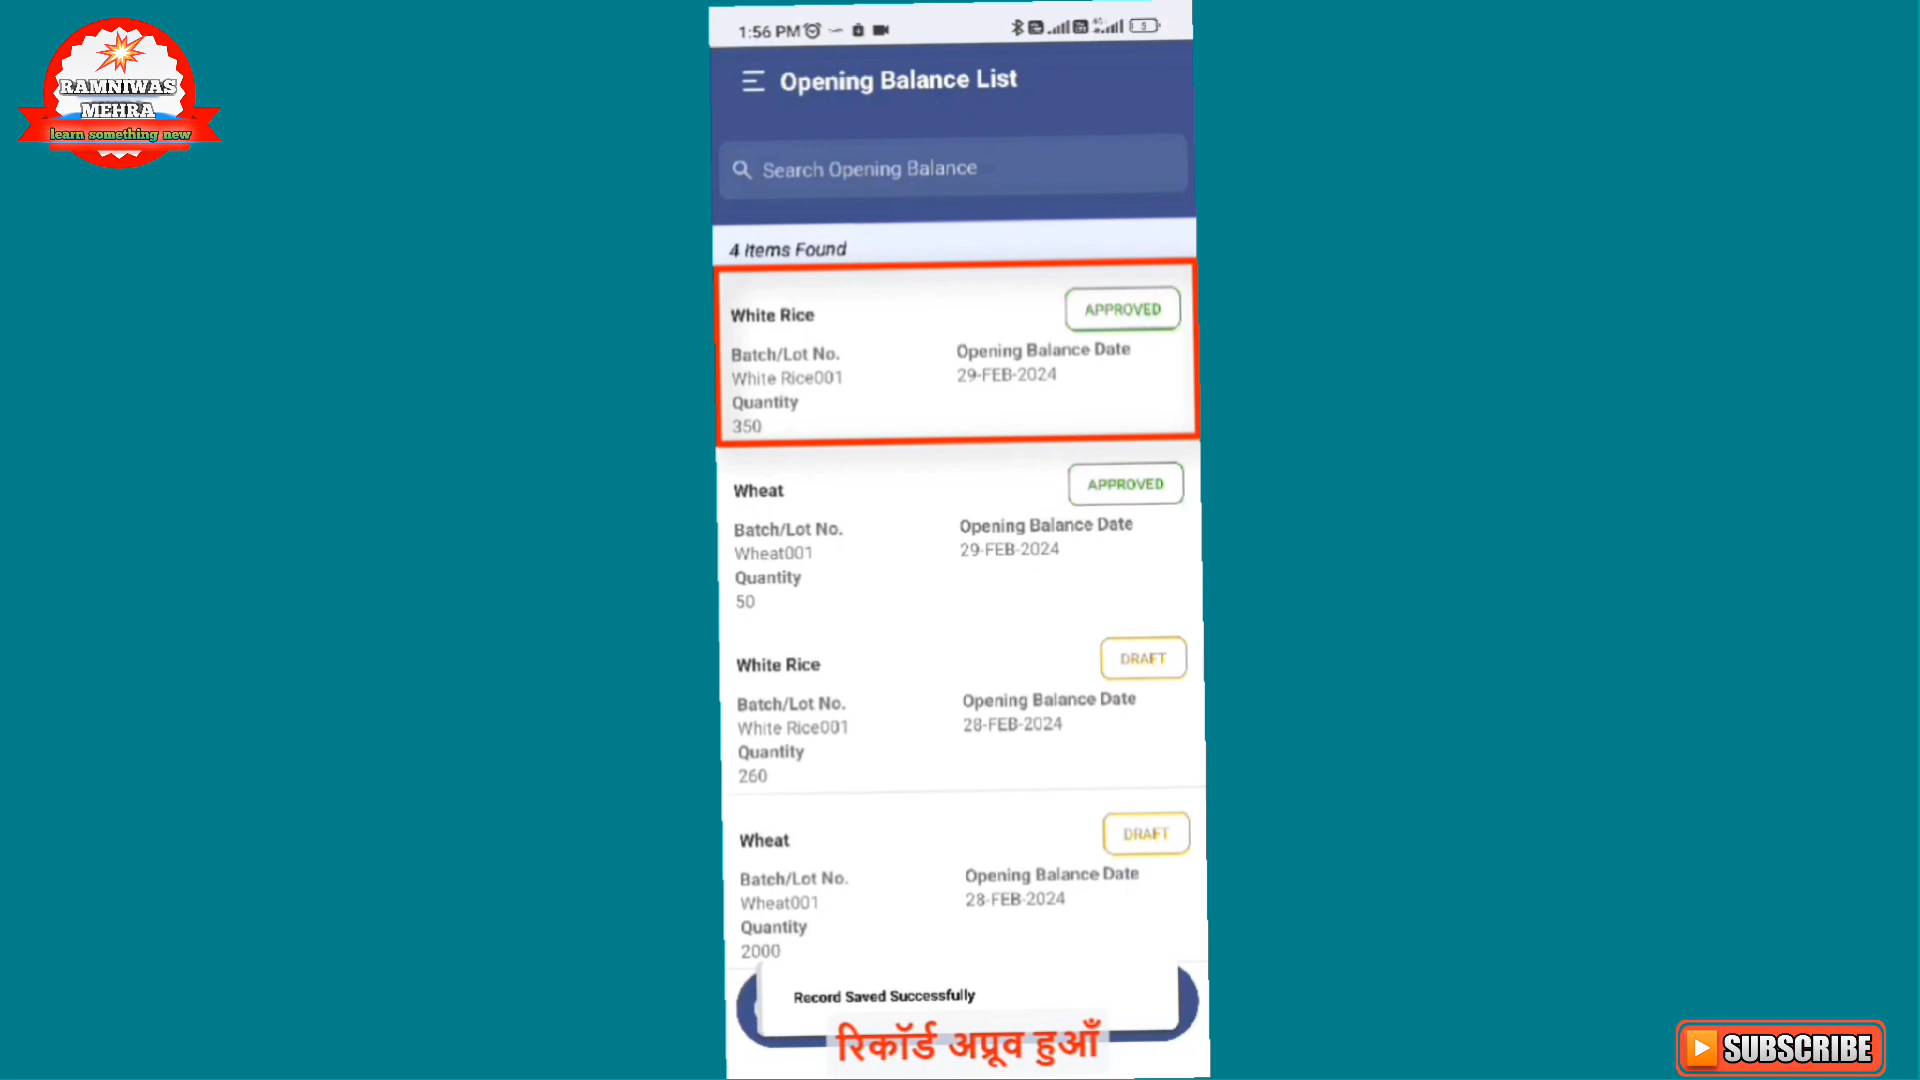 RAMNIWAS
MEHRA
learn something new
1:56 PM
5
Opening Balance List
Search Opening Balance
4 Items Found
White Rice
APPROVED
Batch/Lot No.
Opening Balance Date
White Rice001
29-FEB-2024
Quantity
350
Wheat
APPROVED
Batch/Lot No.
Opening Balance Date
Wheat001
29-FEB-2024
Quantity
50
White Rice
DRAFT
Batch/Lot No.
Opening Balance Date
White Rice001
28-FEB-2024
Quantity
260
Wheat
DRAFT
Batch/Lot No.
Opening Balance Date
Wheat001
28-FEB-2024
Quantity
2000
Record Saved Successfully
रिकॉर्ड अप्रूव हुआँ
SUBSCRIBE